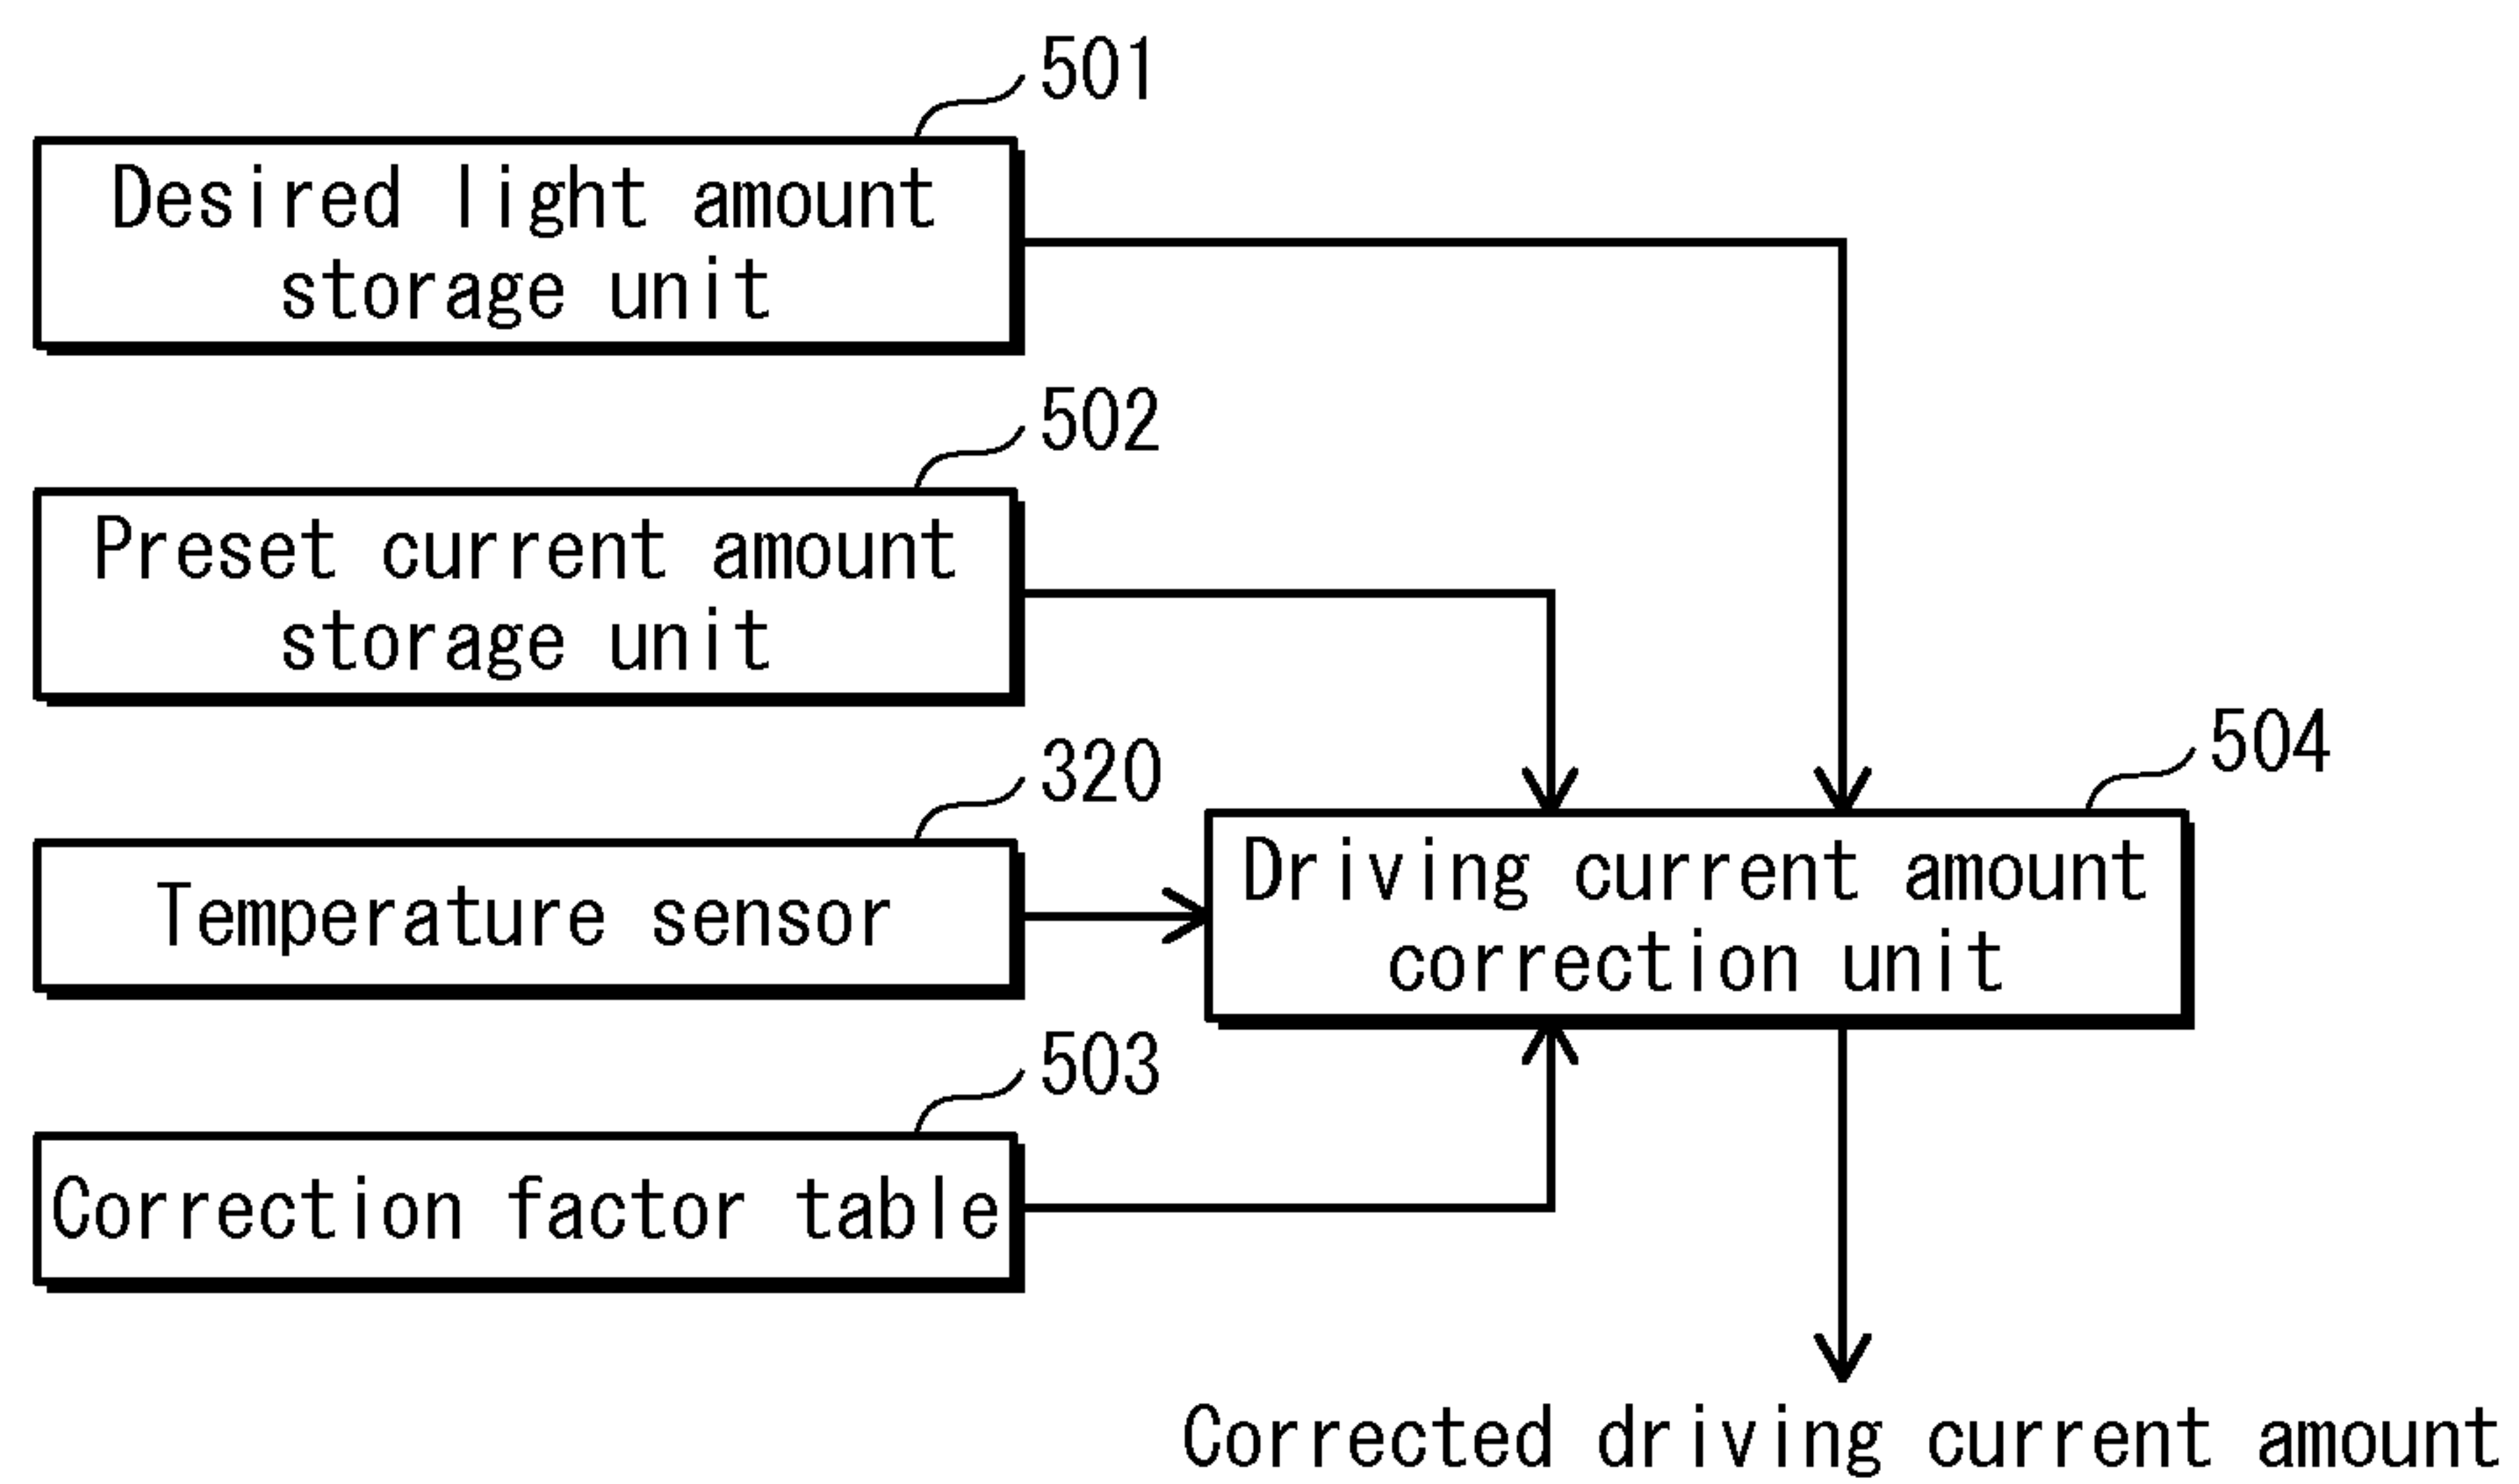 501
Desired light amount
storage unit
502
Preset current amount
storage unit
320
Temperature sensor
504
Driving current amount
correction unit
503
Correction factor table
Corrected driving current amount